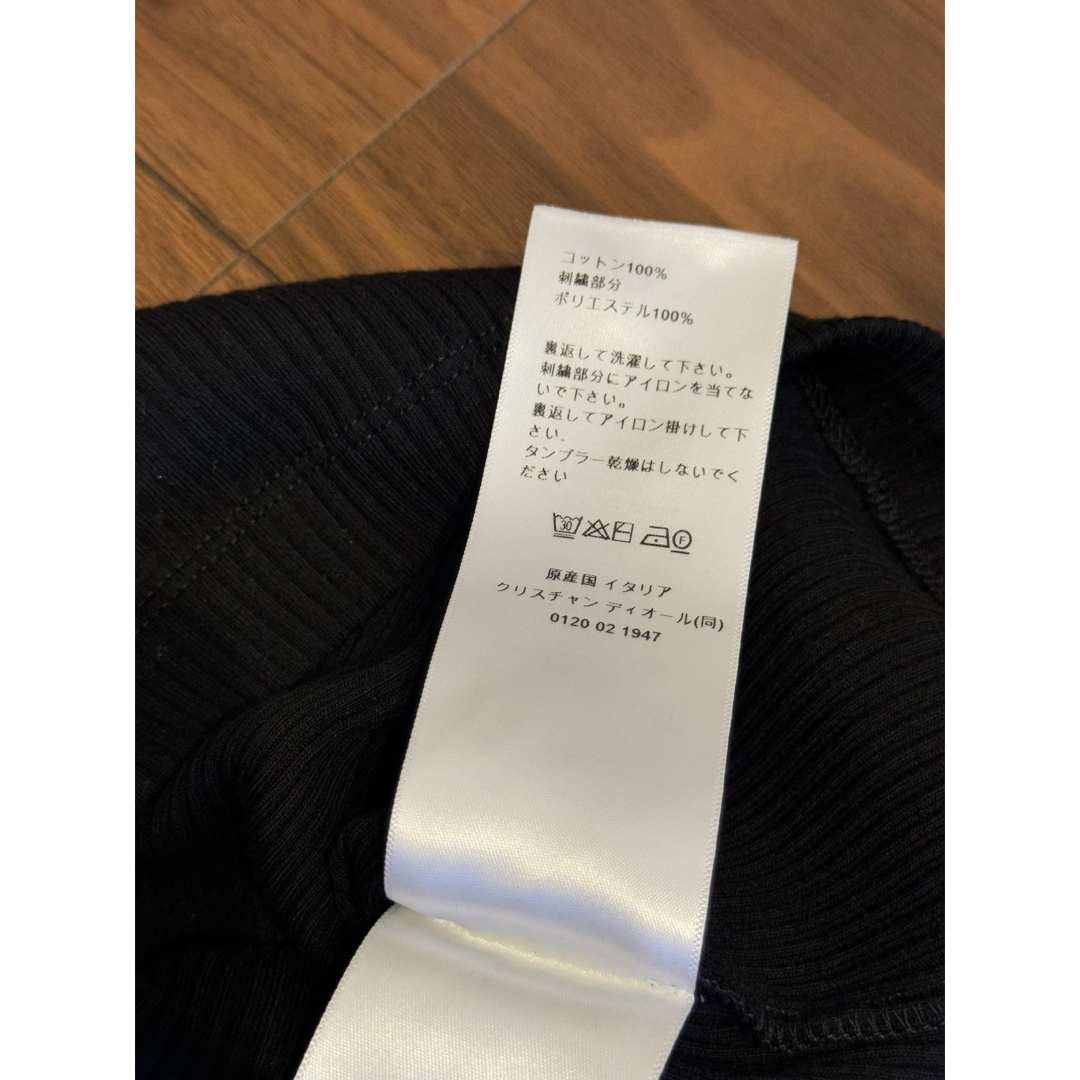 コットン100%
刺繍部分
ポリエステル100%
裏返して洗濯して下さい。
刺繍部分にアイロンを当てな
いで下さい。
裏返してアイロン掛けして下
さい.
タンブラー乾燥はしないでく
ださい
30 F
原産国 イタリア
クリスチャン ディオール(同)
0120 02 1947